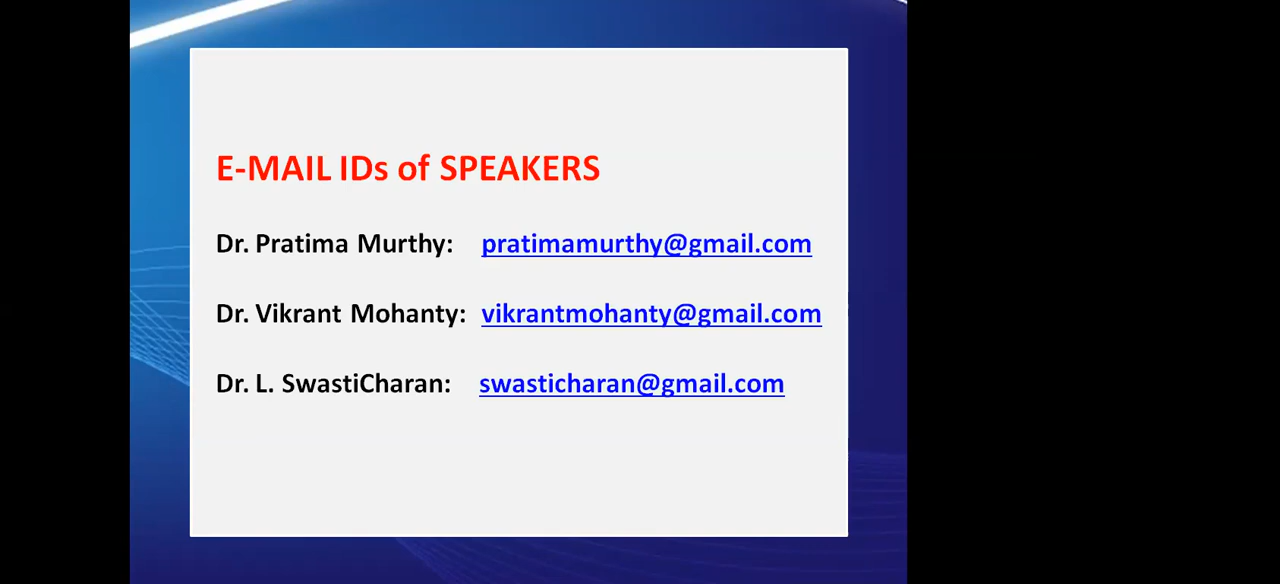 E-MAIL IDs of SPEAKERS
Dr. Pratima Murthy: pratimamurthy@gmail.com
Dr. Vikrant Mohanty: vikrantmohanty@gmail.com
Dr. L. SwastiCharan: swasticharan@gmail.com